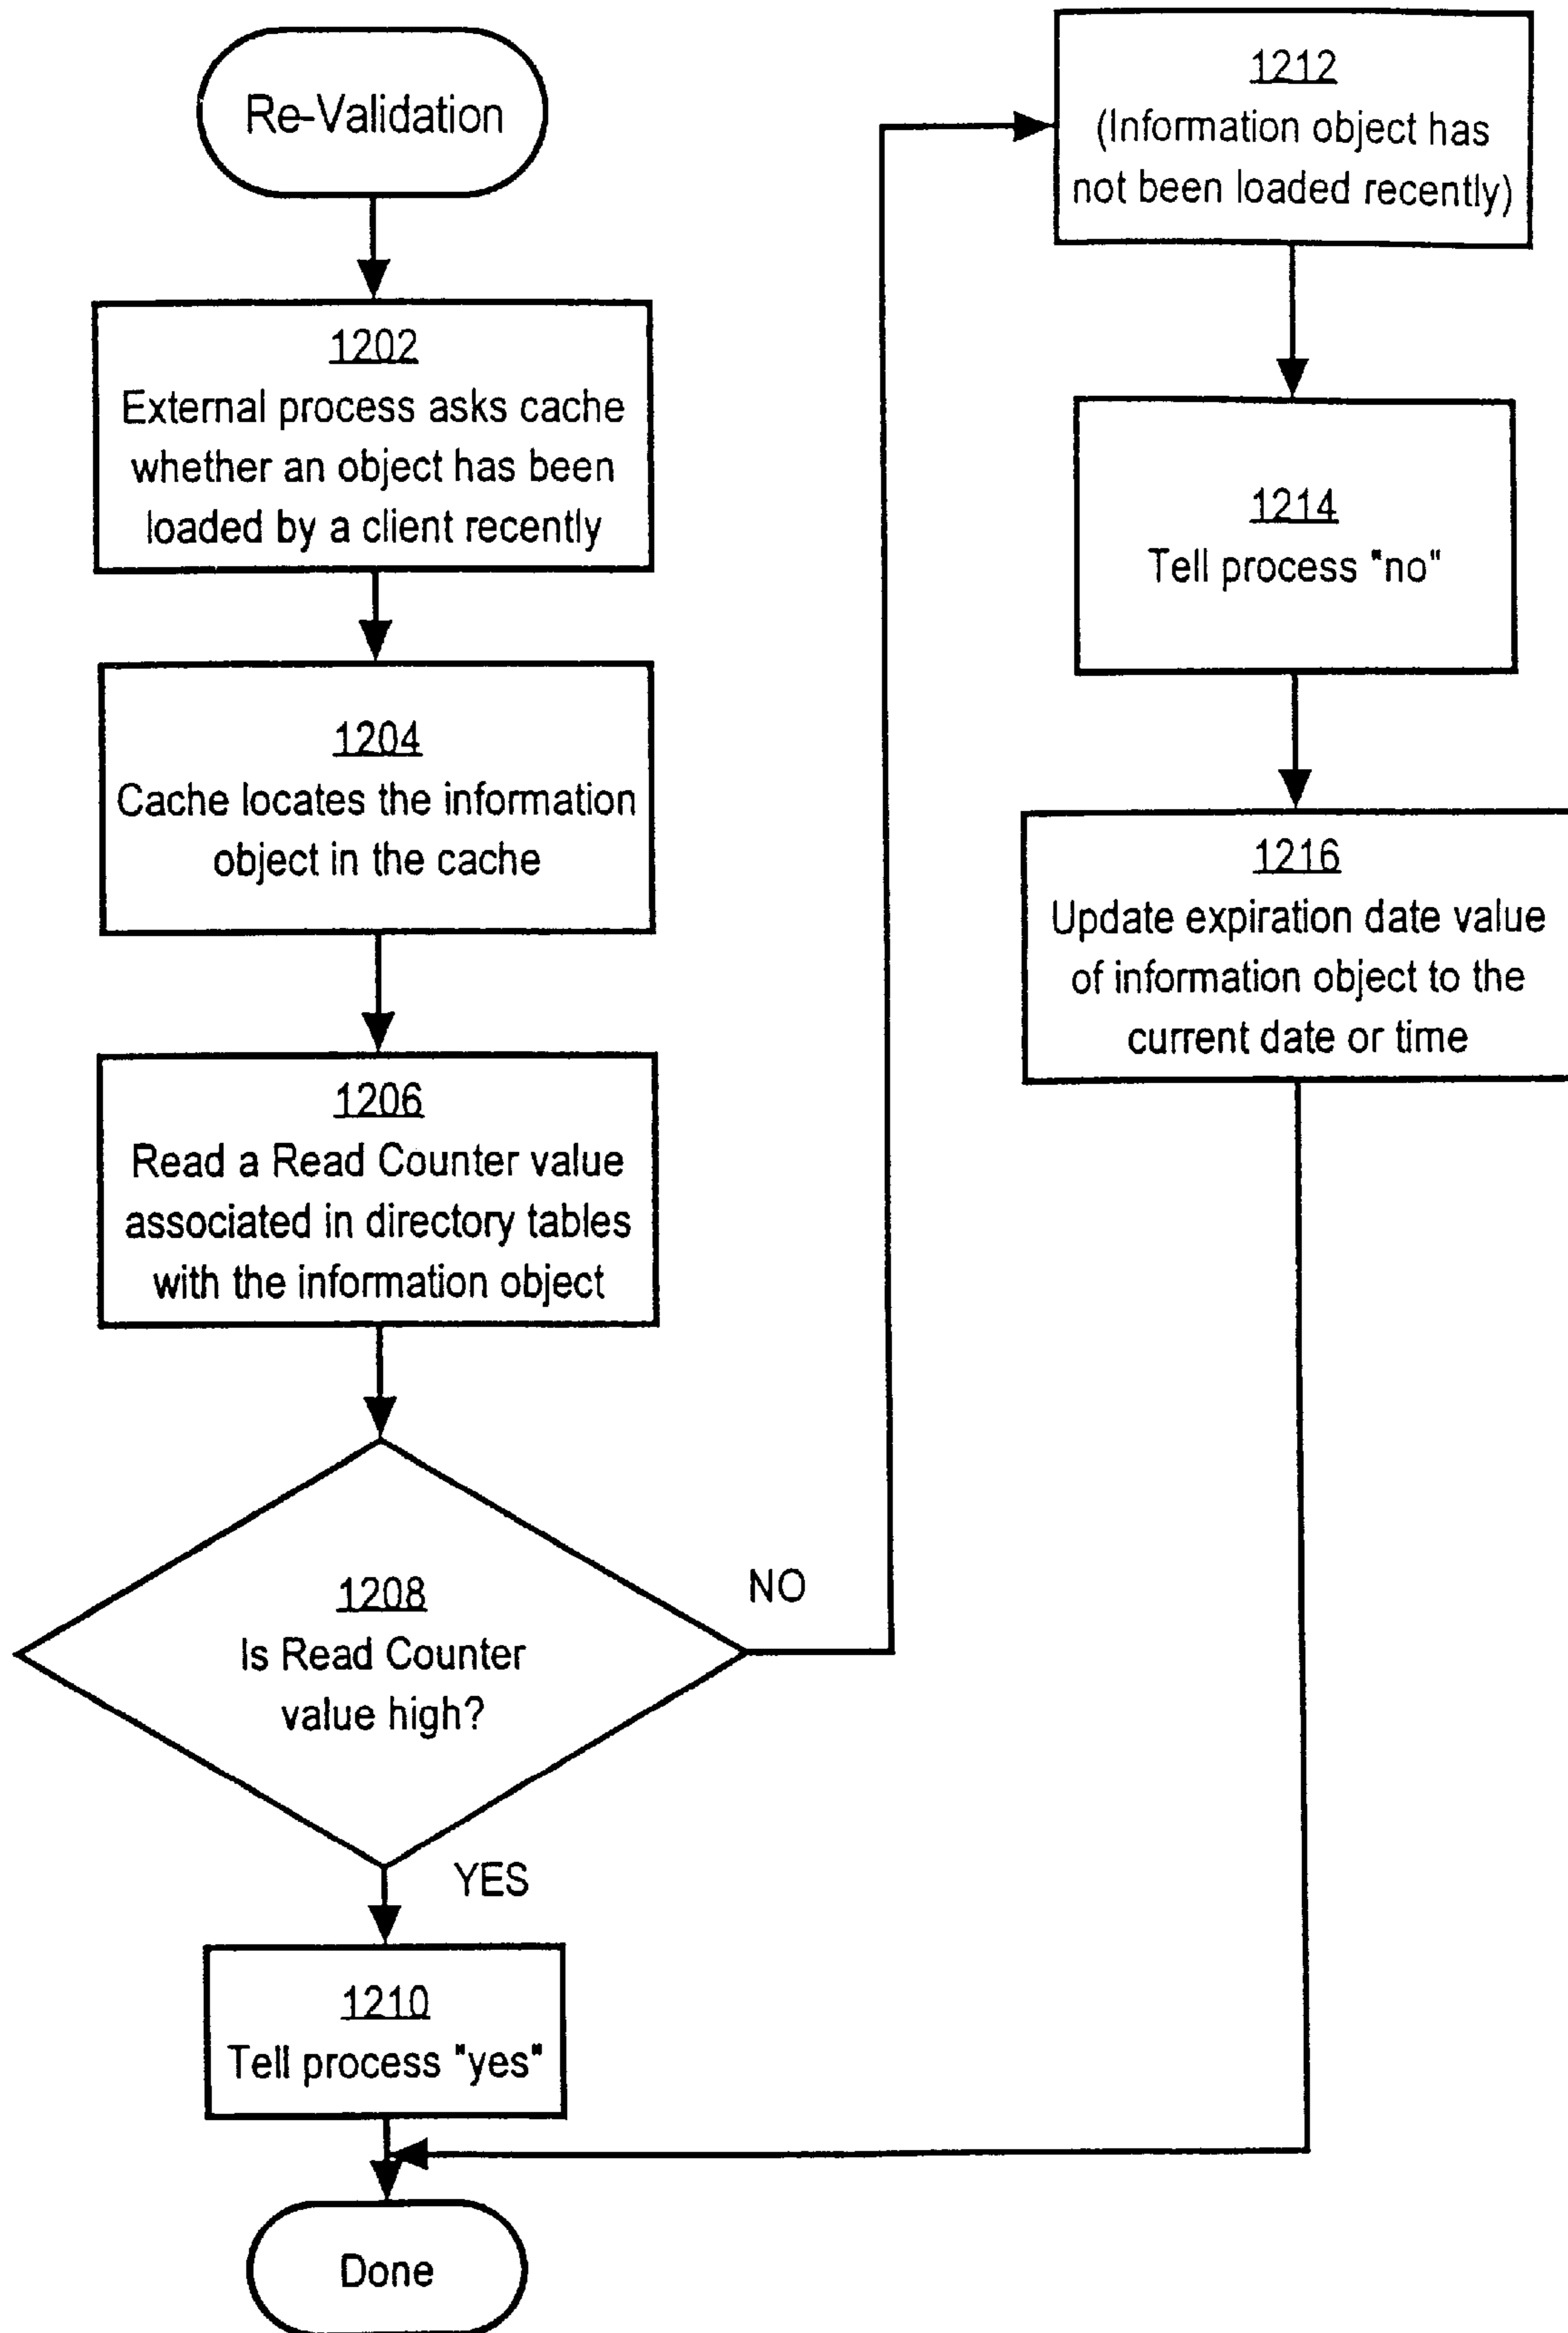 Re-Validation
1202
External process asks cache
whether an object has been
loaded by a client recently
1204
Cache locates the information
object in the cache
1206
Read a Read Counter value
associated in directory tables
with the information object
1208
Is Read Counter
value high?
NO
YES
1210
Tell process "yes"
Done
1212
(Information object has
not been loaded recently)
1214
Tell process "no"
1216
Update expiration date value
of information object to the
current date or time